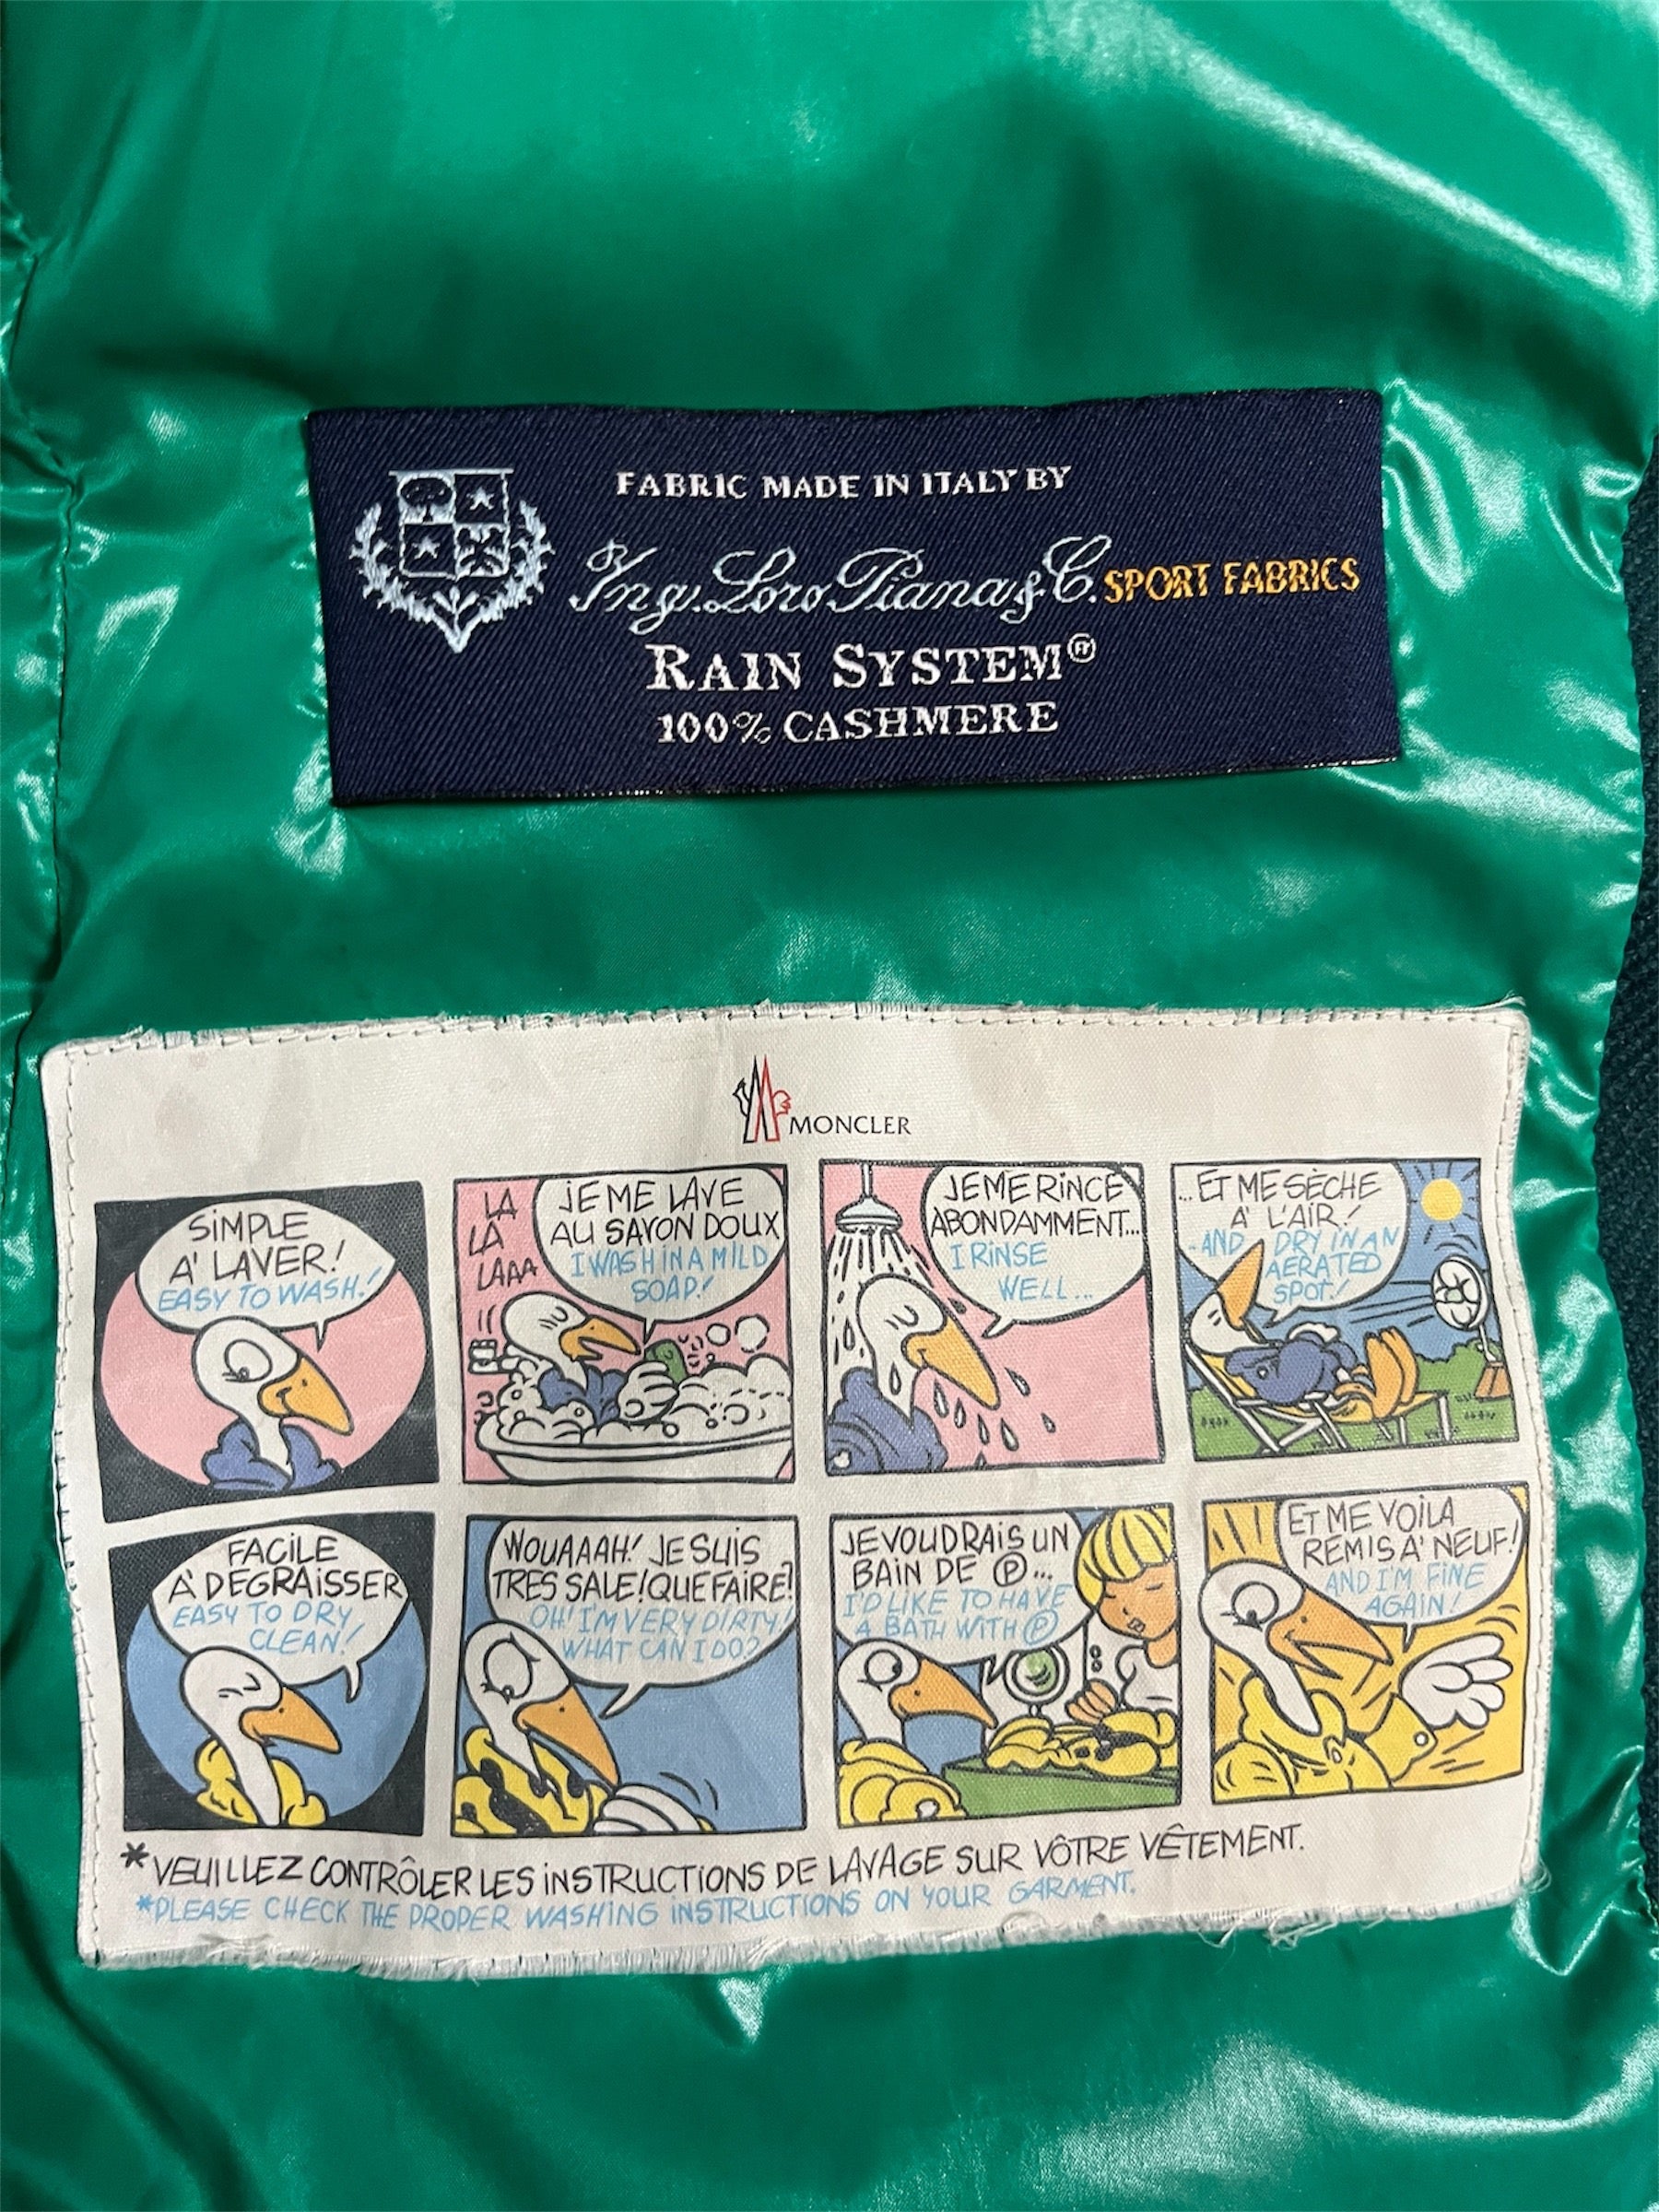 FABRIC MADE IN ITALY BY
Ing. Loro Piana & C. SPORT FABRICS
RAIN SYSTEM®
100% CASHMERE
MONCLER
SiMPLE
A' LAVER!
EASY TO WASH!
LA
LA
LAAA
JE ME LAVE
AU SAVON DOUX
I WASH IN A MILD
SOAP!
JE ME RINCE
ABONDAMMENT...
I RiNSE
WELL...
...ET ME SÈCHE
A' L'AIR!
..AND DRY IN AN
AERATED
SPOT!
FACiLE
A' DEGRAiSSER
EASY TO DRY
CLEAN!
WOUAAAH! JE SUIS
TRES SALE! QUE FAIRE?
OH! I'M VERY DIRTY!
WHAT CAN I DO?
JE VOUDRAIS UN
BAIN DE Ⓟ...
I'D LIKE TO HAVE
A BATH WITH Ⓟ
ET ME VOILA
REMIS A' NEUF!
AND I'M FINE
AGAIN!
*VEUILLEZ CONTRÔLER LES iNSTRUCTIONS DE LAVAGE SUR VÔTRE VÊTEMENT.
*PLEASE CHECK THE PROPER WASHING iNSTRUCTIONS ON YOUR GARMENT.